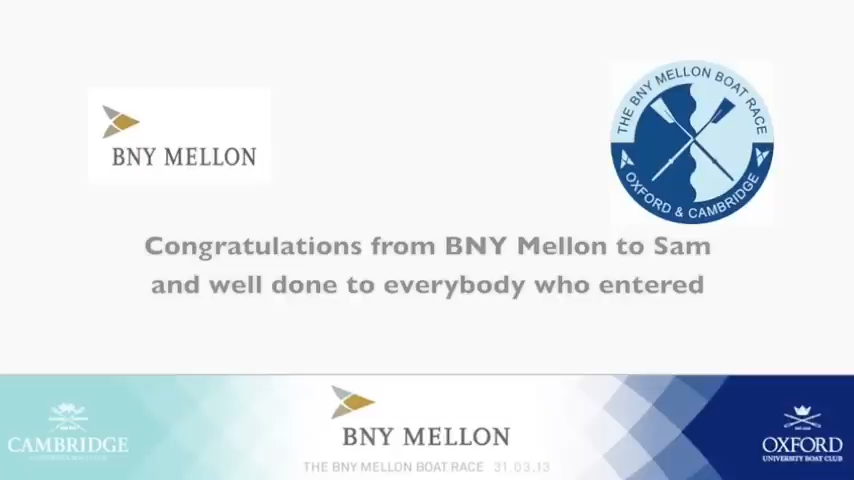 BNY MELLON
THE BNY MELLON BOAT RACE
OXFORD & CAMBRIDGE
Congratulations from BNY Mellon to Sam
and well done to everybody who entered
CAMBRIDGE
BNY MELLON
THE BNY MELLON BOAT RACE 31.03.13
OXFORD
UNIVERSITY BOAT CLUB